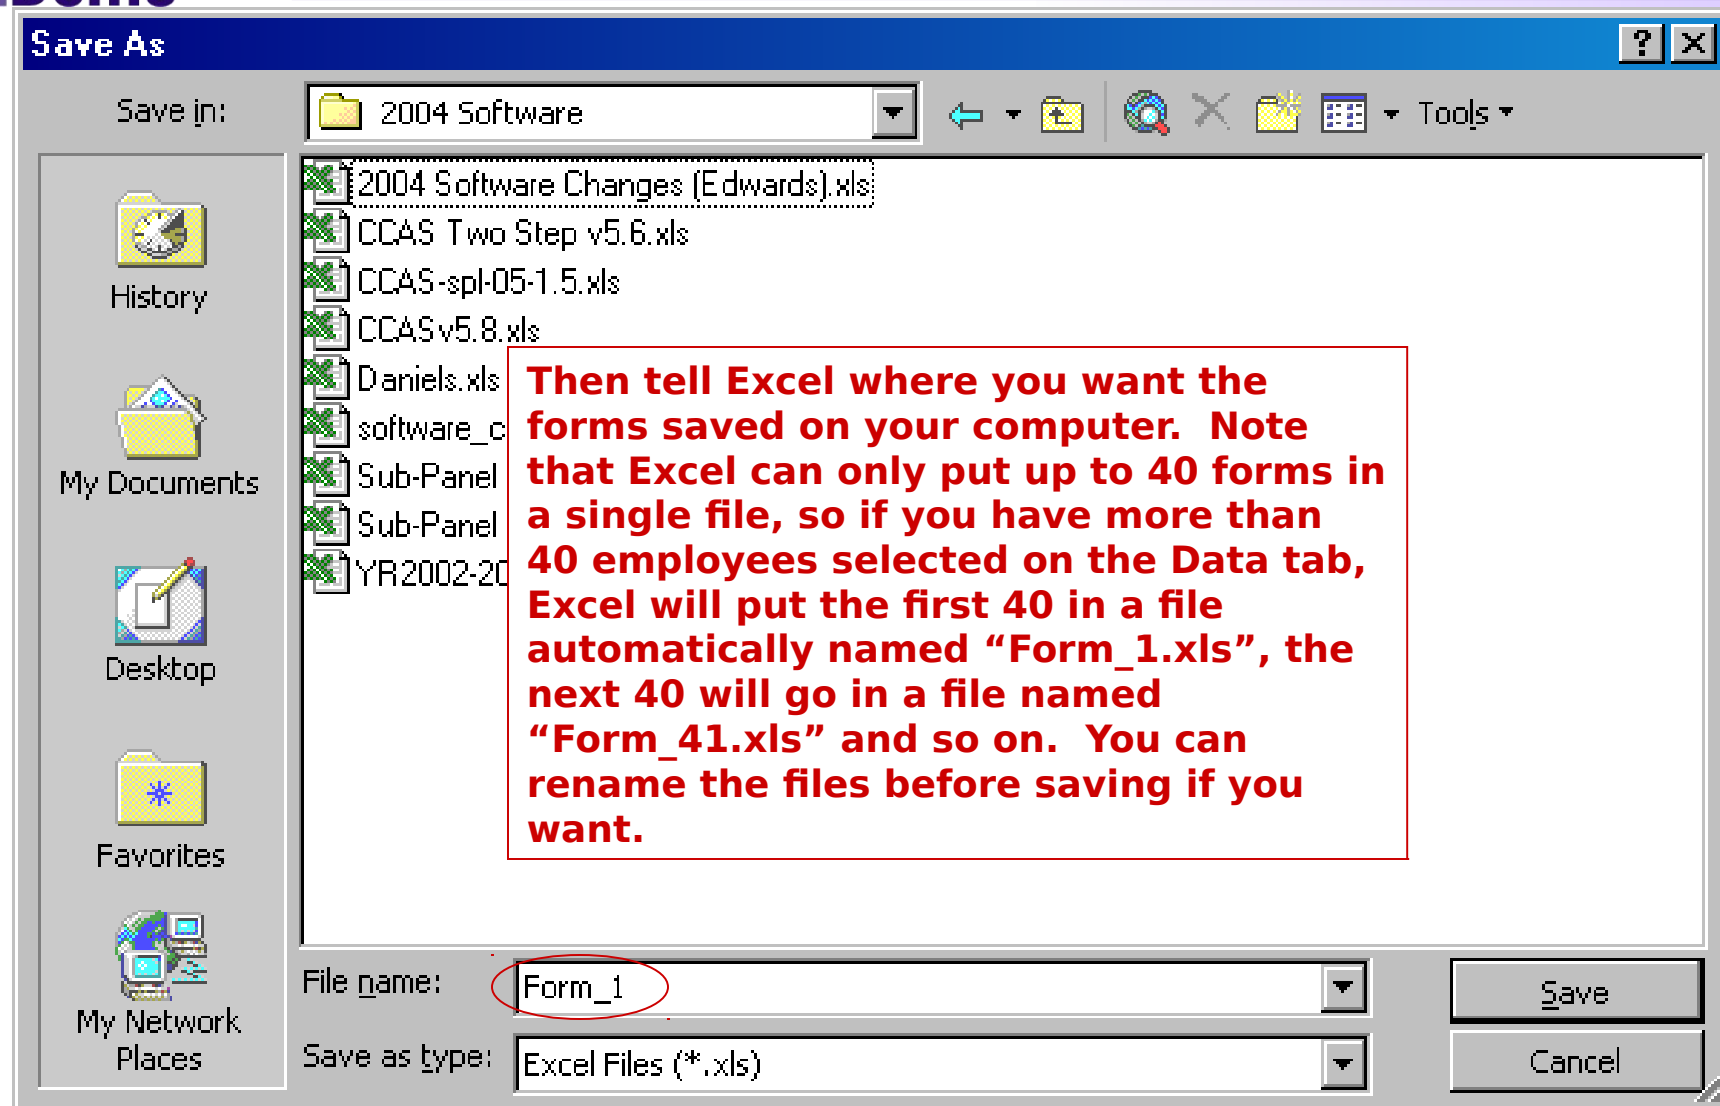 Save As
Save in:
2004 Software
Tools
2004 Software Changes (Edwards).xls
CCAS Two Step v5.6.xls
CCAS-spl-05-1.5.xls
CCASv5.8.xls
Daniels.xls
software_c
Sub-Panel
Sub-Panel
YR2002-20
History
My Documents
Desktop
Favorites
My Network
Places
Then tell Excel where you want the
forms saved on your computer.  Note
that Excel can only put up to 40 forms in
a single file, so if you have more than
40 employees selected on the Data tab,
Excel will put the first 40 in a file
automatically named “Form_1.xls”, the
next 40 will go in a file named
“Form_41.xls” and so on.  You can
rename the files before saving if you
want.
File name:
Form_1
Save
Save as type:
Excel Files (*.xls)
Cancel